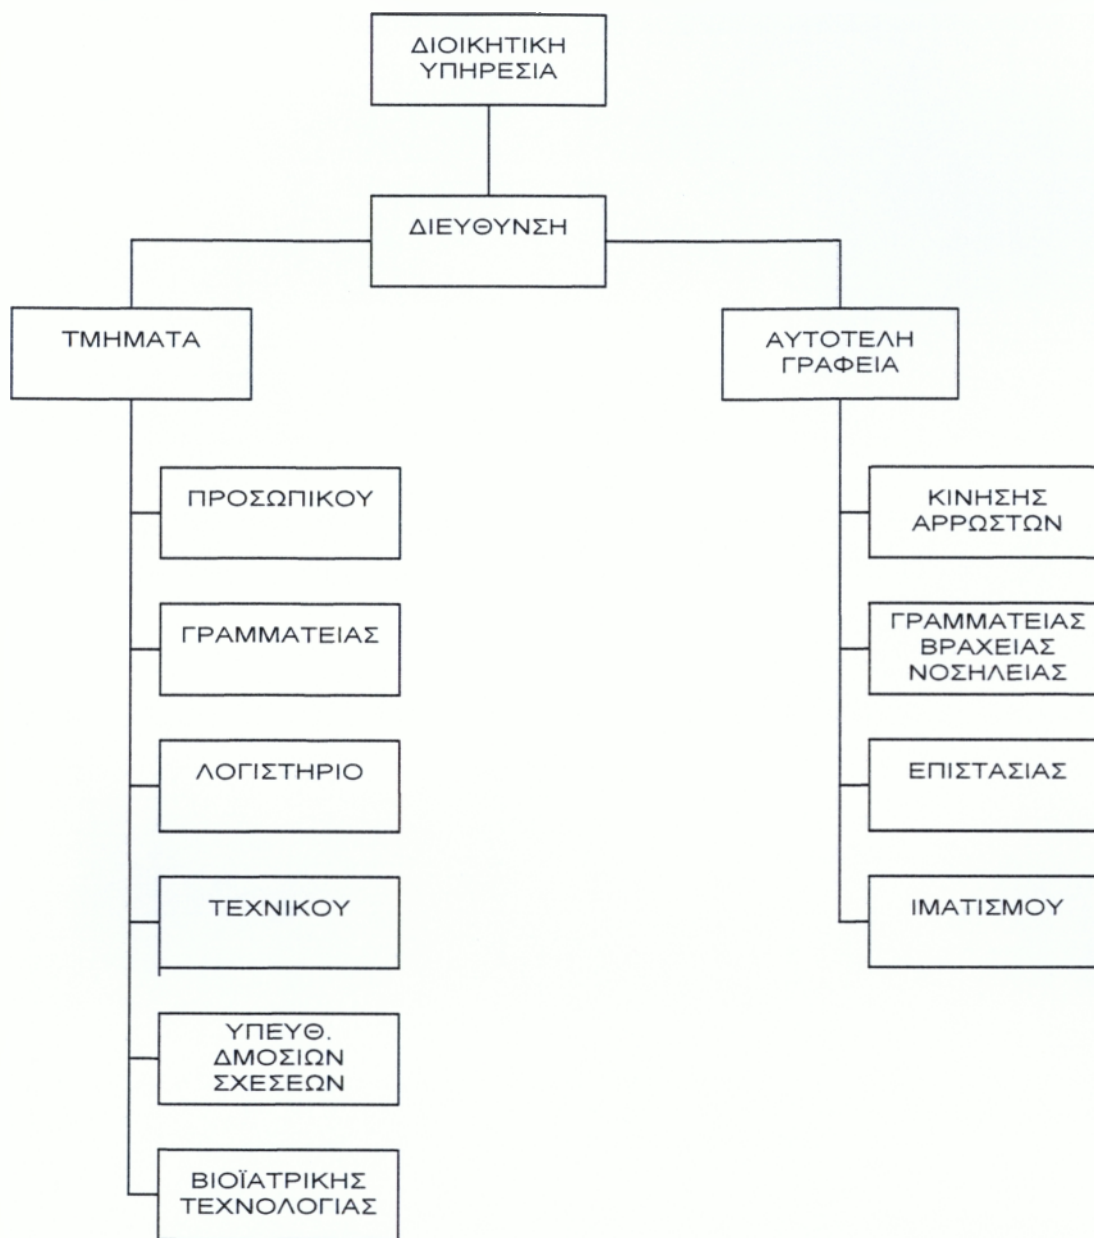 ΔΙΟΙΚΗΤΙΚΗ
ΥΠΗΡΕΣΙΑ
ΔΙΕΥΘΥΝΣΗ
ΤΜΗΜΑΤΑ
ΠΡΟΣΩΠΙΚΟΥ
ΓΡΑΜΜΑΤΕΙΑΣ
ΛΟΓΙΣΤΗΡΙΟ
ΤΕΧΝΙΚΟΥ
ΥΠΕΥΘ.
ΔΜΟΣΙΩΝ
ΣΧΕΣΕΩΝ
ΒΙΟΪΑΤΡΙΚΗΣ
ΤΕΧΝΟΛΟΓΙΑΣ
ΑΥΤΟΤΕΛΗ
ΓΡΑΦΕΙΑ
ΚΙΝΗΣΗΣ
ΑΡΡΩΣΤΩΝ
ΓΡΑΜΜΑΤΕΙΑΣ
ΒΡΑΧΕΙΑΣ
ΝΟΣΗΛΕΙΑΣ
ΕΠΙΣΤΑΣΙΑΣ
ΙΜΑΤΙΣΜΟΥ